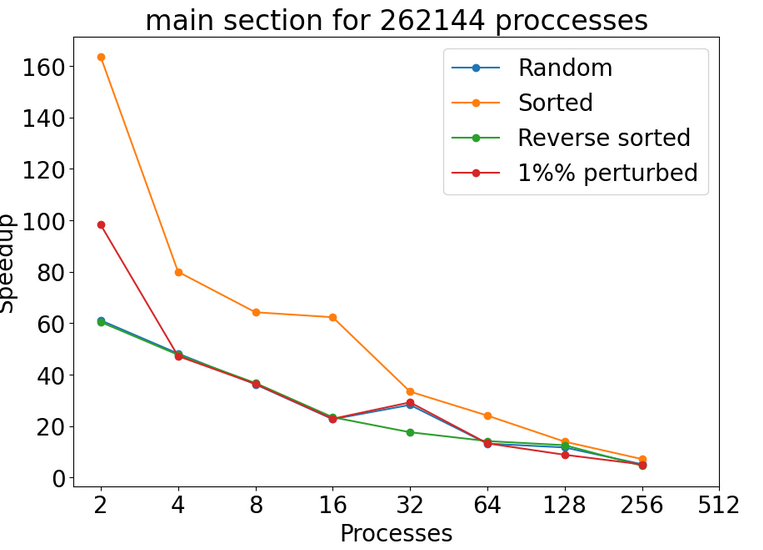 main section for 262144 proccesses
Speedup
160
140
120
100
80
60
40
20
0
Random
Sorted
Reverse sorted
1%% perturbed
2 4 8 16 32 64 128 256 512
Processes